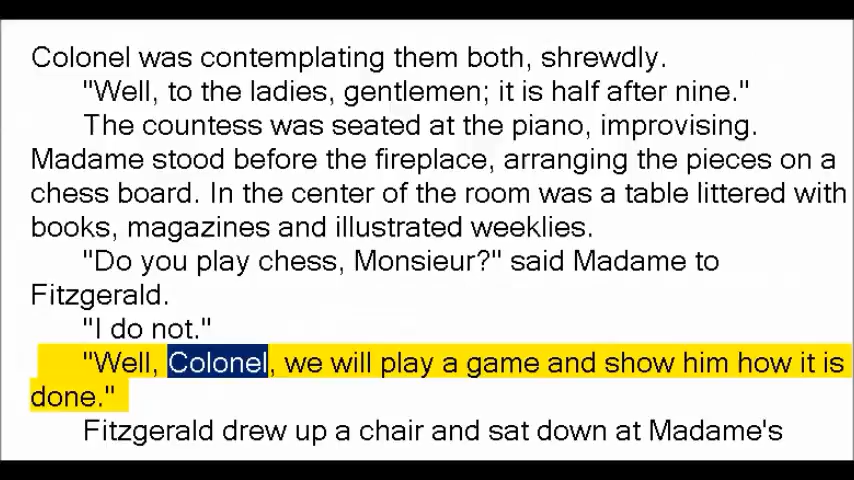 Colonel was contemplating them both, shrewdly.
"Well, to the ladies, gentlemen; it is half after nine."
The countess was seated at the piano, improvising.
Madame stood before the fireplace, arranging the pieces on a
chess board. In the center of the room was a table littered with
books, magazines and illustrated weeklies.
"Do you play chess, Monsieur?" said Madame to
Fitzgerald.
"I do not."
"Well, Colonel, we will play a game and show him how it is
done."
Fitzgerald drew up a chair and sat down at Madame's